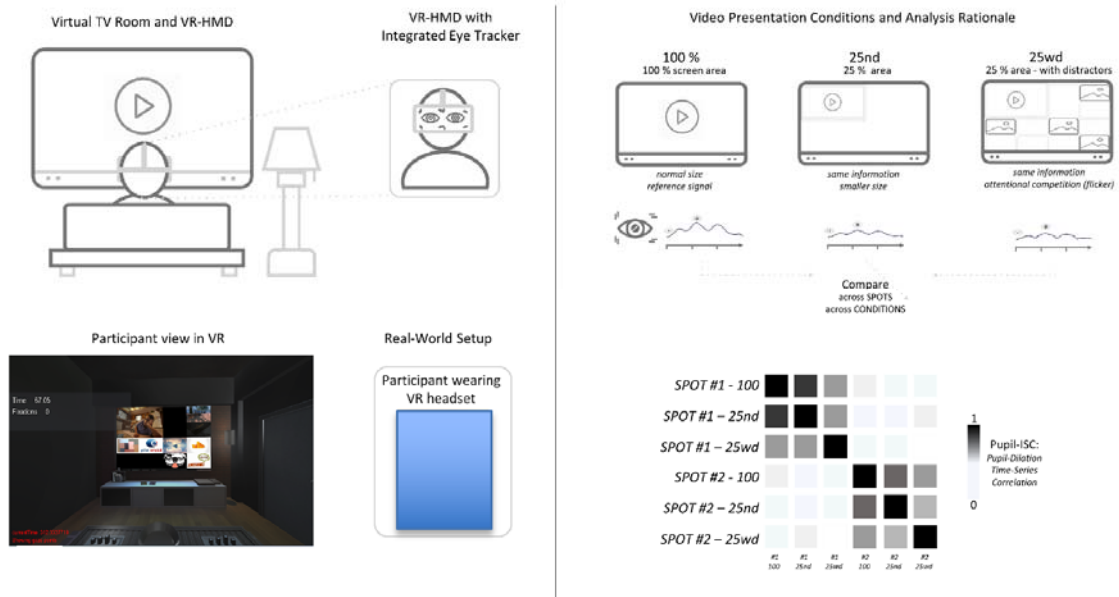 Virtual TV Room and VR-HMD
VR-HMD with
Integrated Eye Tracker
Participant view in VR
Time 57.05
0
Real-World Setup
Participant wearing
VR headset
Video Presentation Conditions and Analysis Rationale
100 %
100 % screen area
25nd
25 % area
25wd
25 % area - with distractors
normal size
reference signal
same information
smaller size
same information
attentional competition (flicker)
Compare
across SPOTS
across CONDITIONS
SPOT #1 - 100
SPOT #1 – 25nd
SPOT #1 – 25wd
SPOT #2 - 100
SPOT #2 – 25nd
SPOT #2 – 25wd
#1
100
#1
25nd
#1
25wd
#2
100
#2
25nd
#2
25wd
1
0
Pupil-ISC:
Pupil-Dilation
Time-Series
Correlation